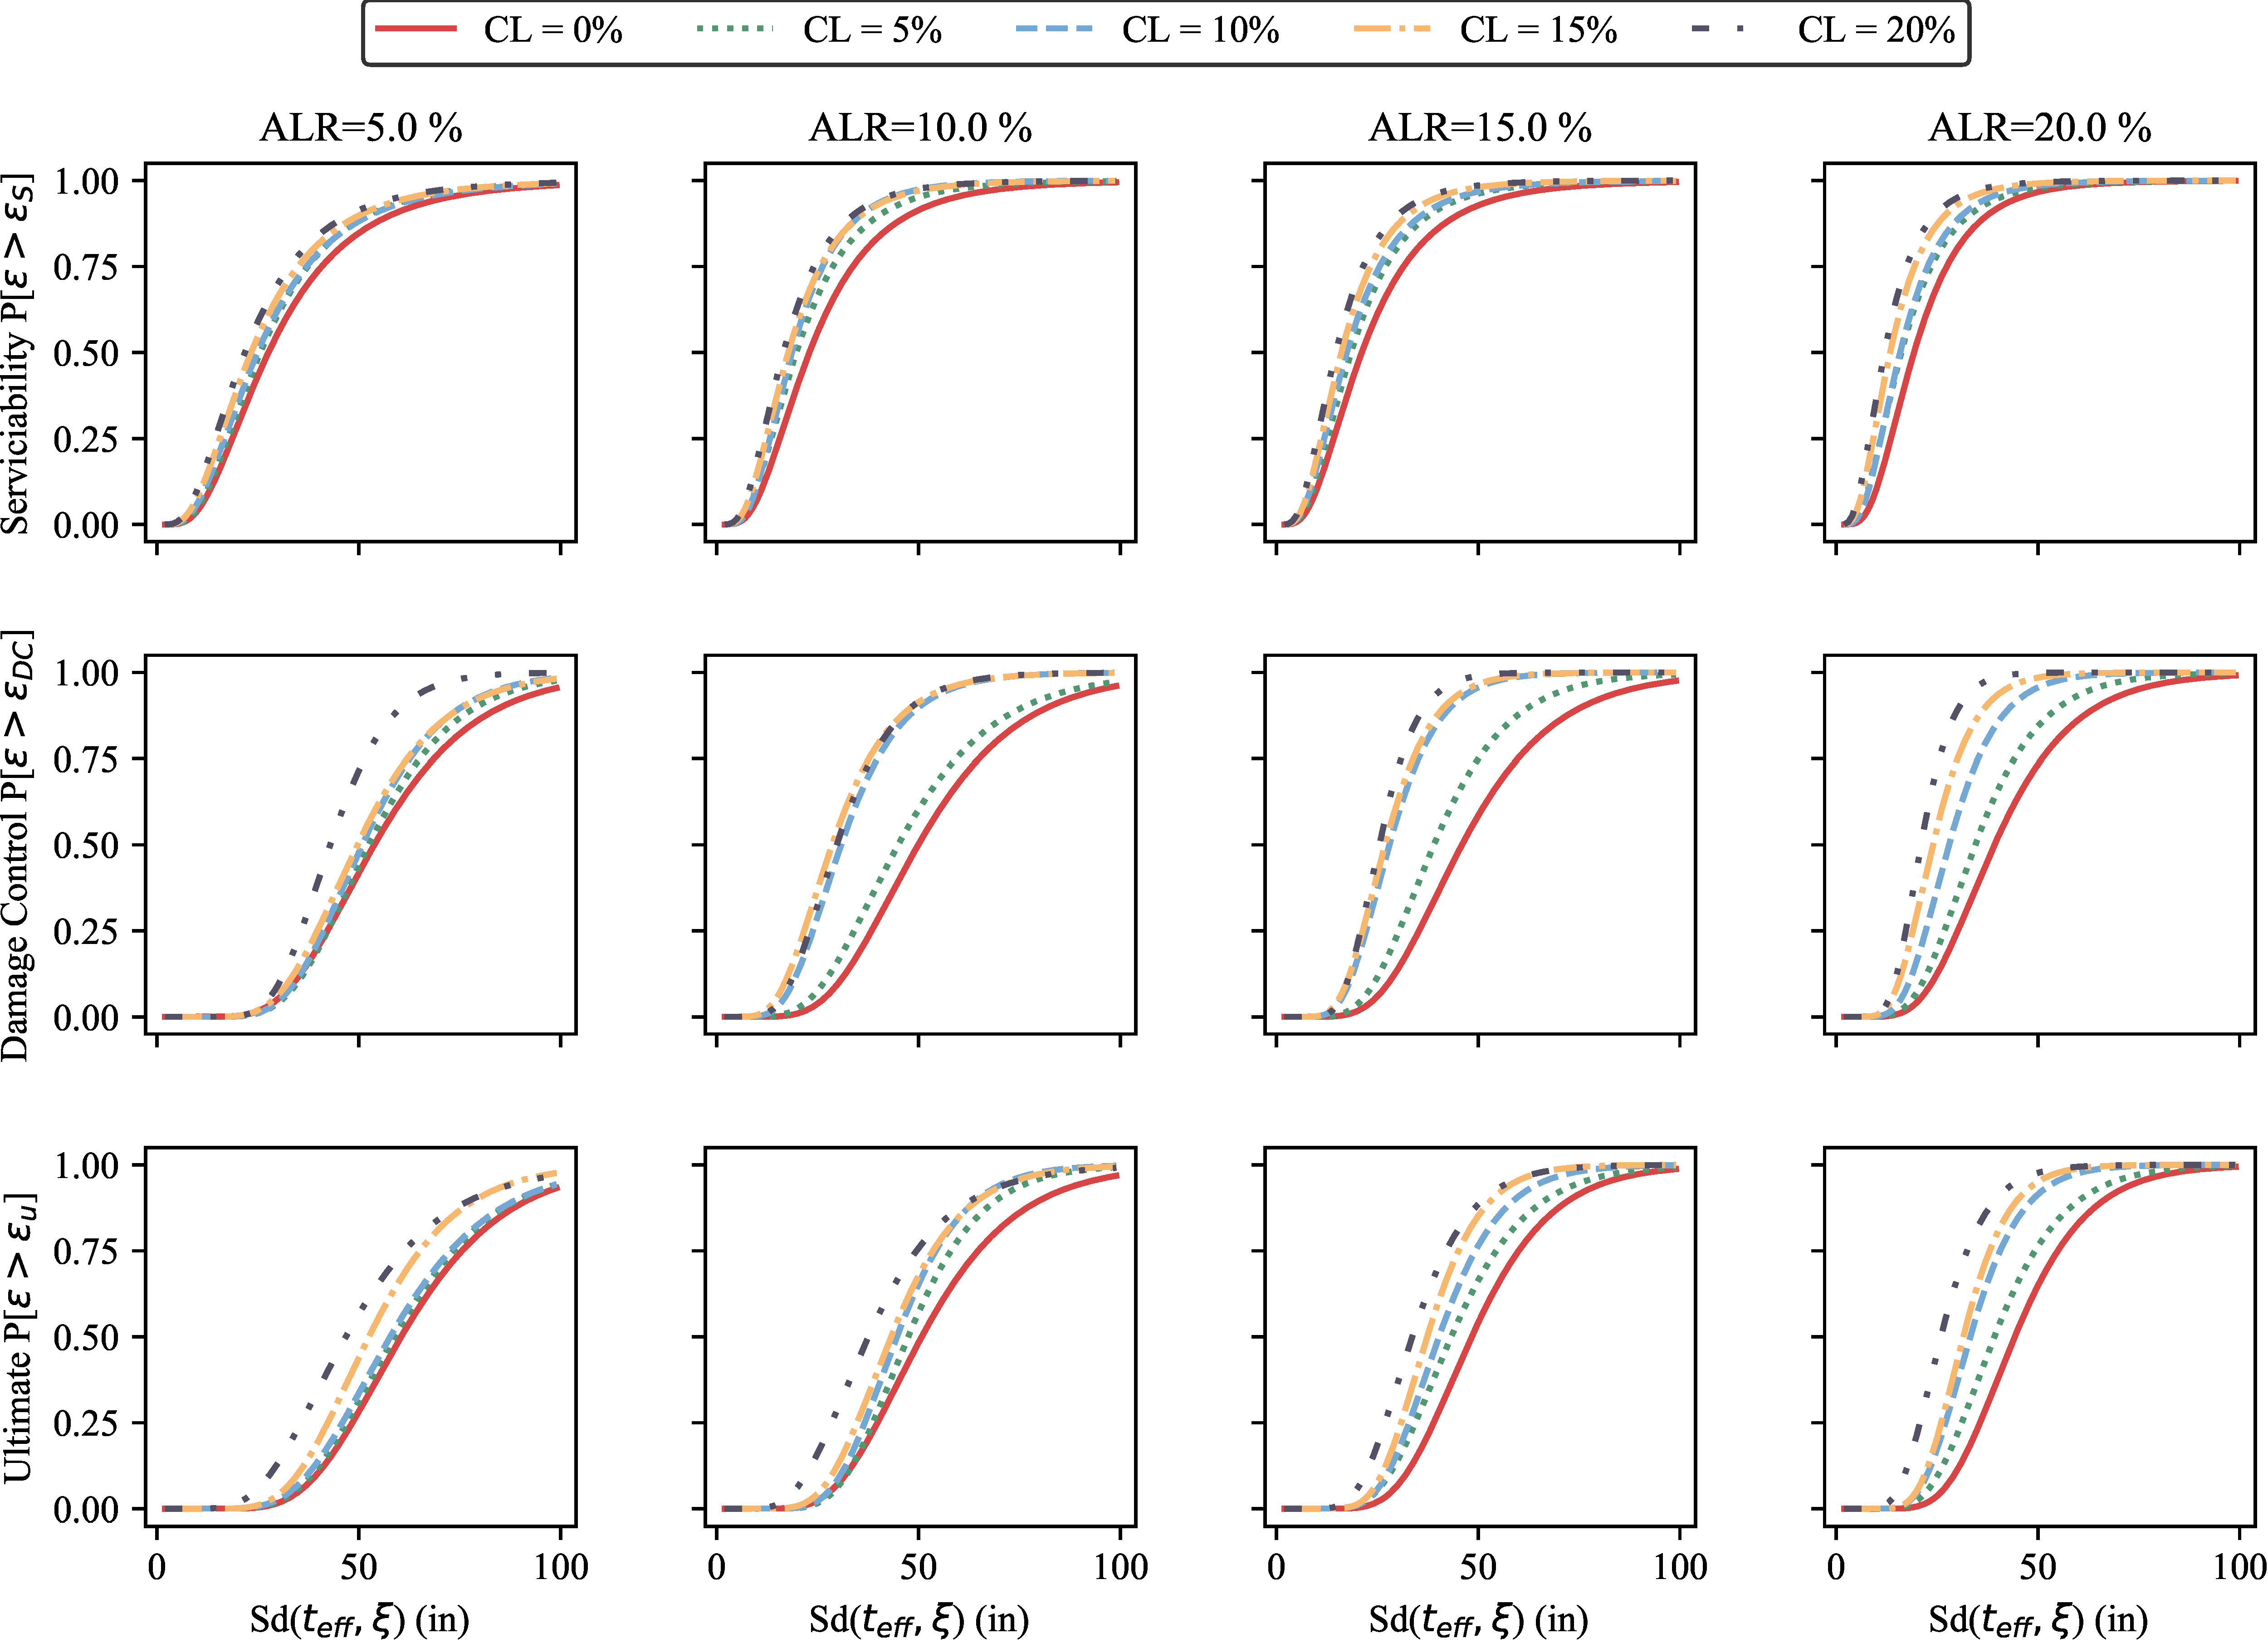 CL = 0% CL = 5% CL = 10% CL = 15% CL = 20%
ALR=5.0 % ALR=10.0 % ALR=15.0 % ALR=20.0 %
Serviciability P[ε > εS]
1.00
0.75
0.50
0.25
0.00
Damage Control P[ε > εDC]
1.00
0.75
0.50
0.25
0.00
Ultimate P[ε > εu]
1.00
0.75
0.50
0.25
0.00
0 50 100 0 50 100 0 50 100 0 50 100
Sd(teff, ξ̄) (in) Sd(teff, ξ̄) (in) Sd(teff, ξ̄) (in) Sd(teff, ξ̄) (in)